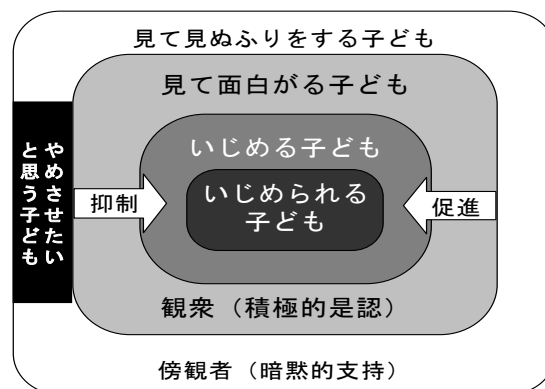 見て見ぬふりをする子ども
見て面白がる子ども
いじめる子ども
いじめられる
子ども
やめさせたい
と思う子ども
抑制
促進
観衆（積極的是認）
傍観者（暗黙的支持）